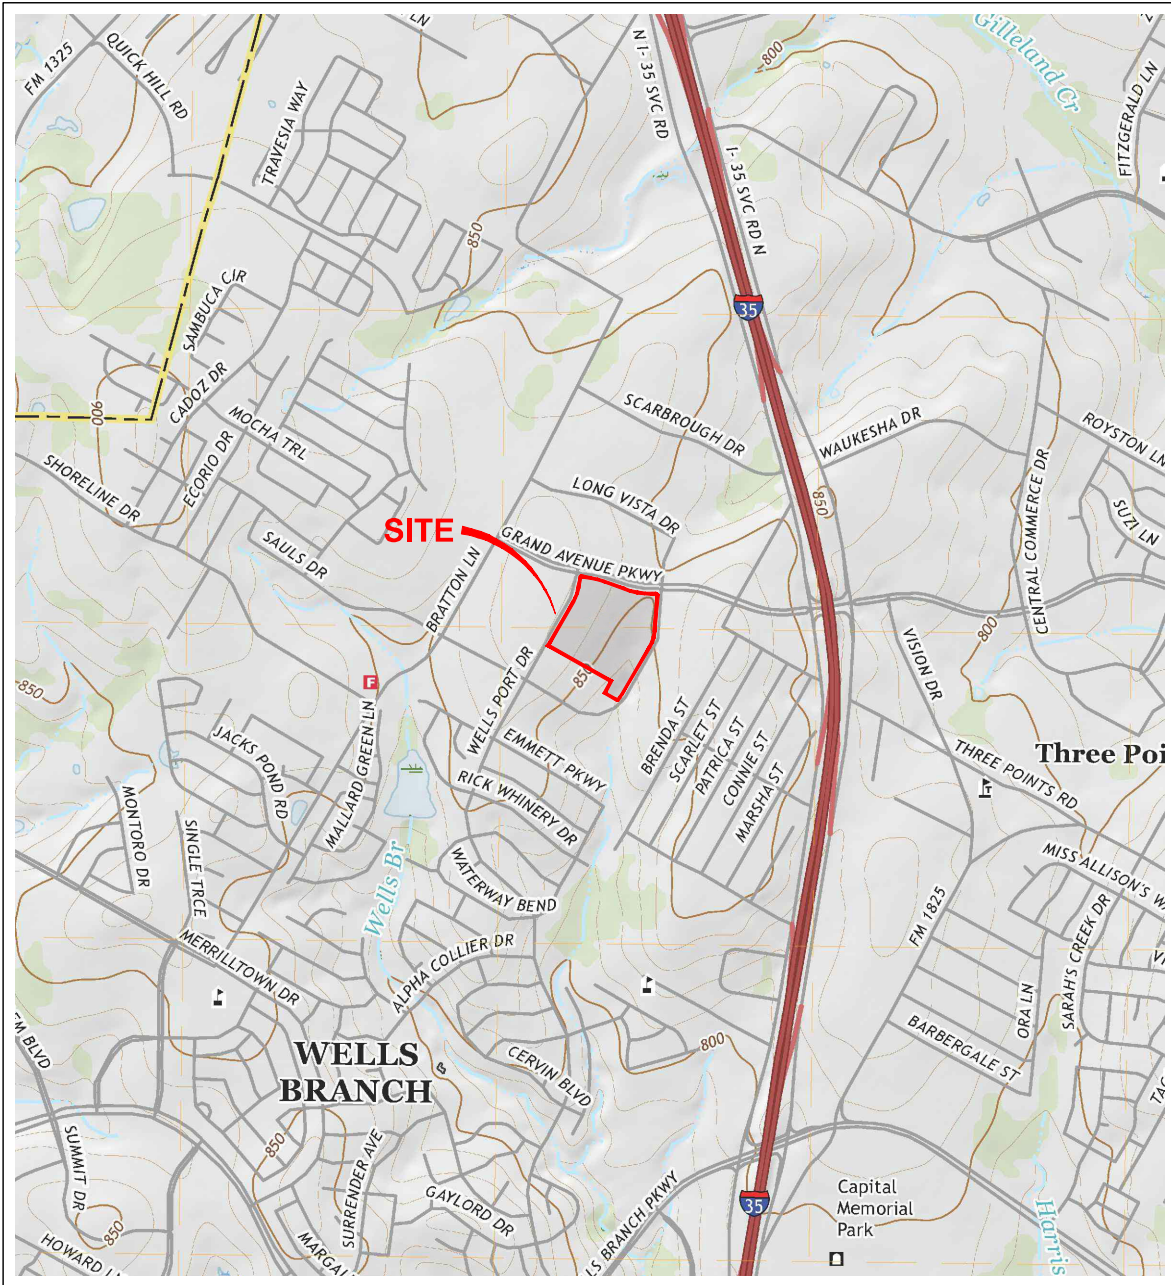 FM 1325
QUICK HILL RD
LN
N I- 35 SVC RD
800
Gilleland Cr
FITZGERALD LN
TRAVESIA WAY
I- 35 SVC RD N
850
SAMBUCA CIR
35
CADOZ DR
900
MOCHA TRL
ECORIO DR
SHORELINE DR
SCARBROUGH DR
WAUKESHA DR
ROYSTON LN
CENTRAL COMMERCE DR
SUZI LN
850
LONG VISTA DR
SITE
GRAND AVENUE PKWY
SAULS DR
BRATTON LN
VISION DR
800
850
850
F
WELLS PORT DR
BRENDA ST
SCARLET ST
PATRICA ST
CONNIE ST
MARSHA ST
EMMETT PKWY
RICK WHINERY DR
JACKS POND RD
MALLARD GREEN LN
MONTORO DR
SINGLE TRCE
THREE POINTS RD
Three Poi
MISS ALLISON'S W
WATERWAY BEND
Wells Br
FM 1825
SARAH'S CREEK DR
ORA LN
MERRILLTOWN DR
ALPHA COLLIER DR
BARBERGALE ST
WELLS
BRANCH
CERVIN BLVD
800
SUMMIT DR
850
SURRENDER AVE
GAYLORD DR
LS BRANCH PKWY
35
Capital
Memorial
Park
Harris
850
HOWARD L
MARGAL